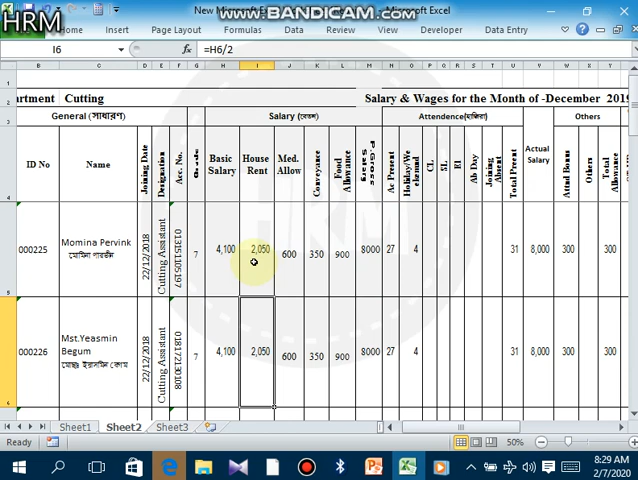 HRM
New Microsoft Excel
www.BANDICAM.com
Microsoft Excel
Home Insert Page Layout Formulas Data Review View
I6 fx =H6/2
B C D E F G H I J K L M N O P Q R S T U V W X Y
artment Cutting Salary & Wages for the Month of -December 2019
General (সাধারণ) Salary (বেতন) Attendence(হাজিরা) Others
ID No Name Joining Date Designation Acc. No. Grade Basic Salary House Rent Med. Allow Conveyance Food Allowance P.Gross Salary Ac Present Holiday/We ekennd CL SL El Ab Day Joining Absent Total Precent Actual Salary Attnd Bonus Others Total Allowance
000225 Momina Pervink মোমিনা পারভীন 22/12/2018 Cutting Assistant 7 4,100 2,050 600 350 900 8000 27 4 31 8,000 300 300
000226 Mst.Yeasmin Begum 22/12/2018 Cutting Assistant 7 4,100 2,050 600 350 900 8000 27 4 31 8,000 300 300
Sheet1 Sheet2 Sheet3
Ready 50%
8:29 AM
2/7/2020